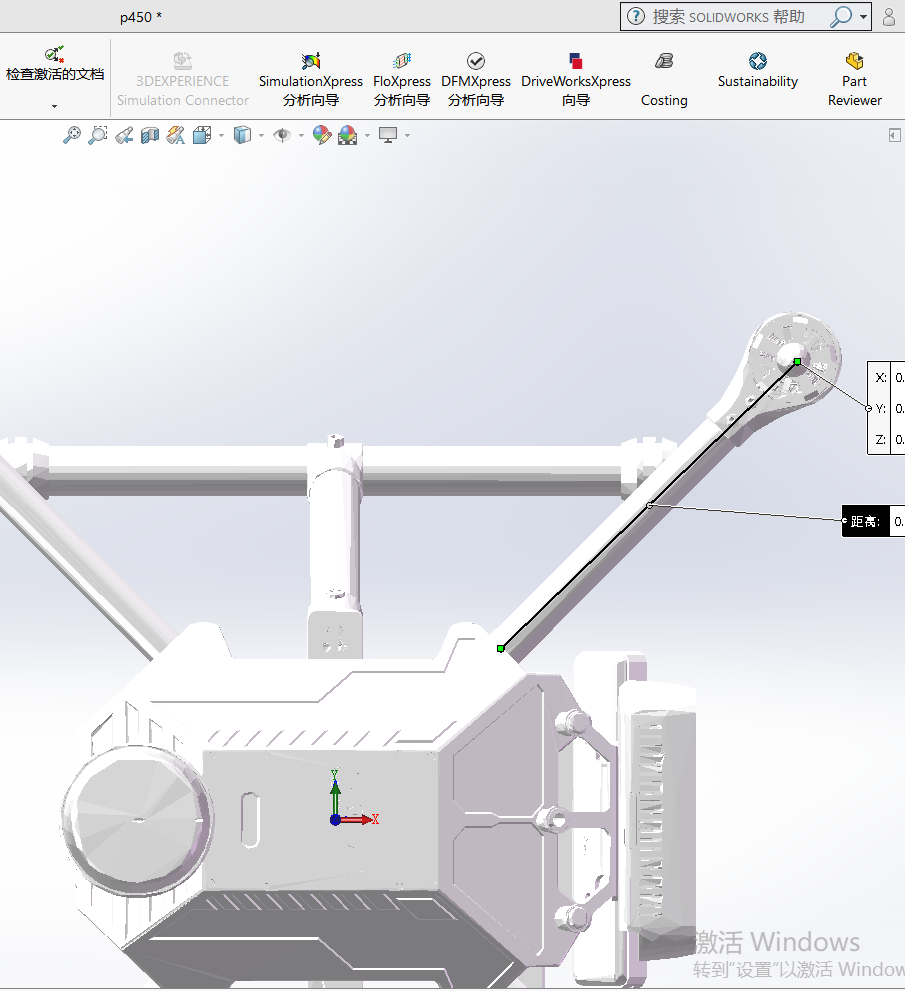 p450 *
搜索 SOLIDWORKS 帮助
检查激活的文档
3DEXPERIENCE
Simulation Connector
SimulationXpress
分析向导
FloXpress
分析向导
DFMXpress
分析向导
DriveWorksXpress
向导
Costing
Sustainability
Part
Reviewer
X: 0.
Y: 0.
Z: 0.
距离: 0.
Y
X
激活 Windows
转到"设置"以激活 Window